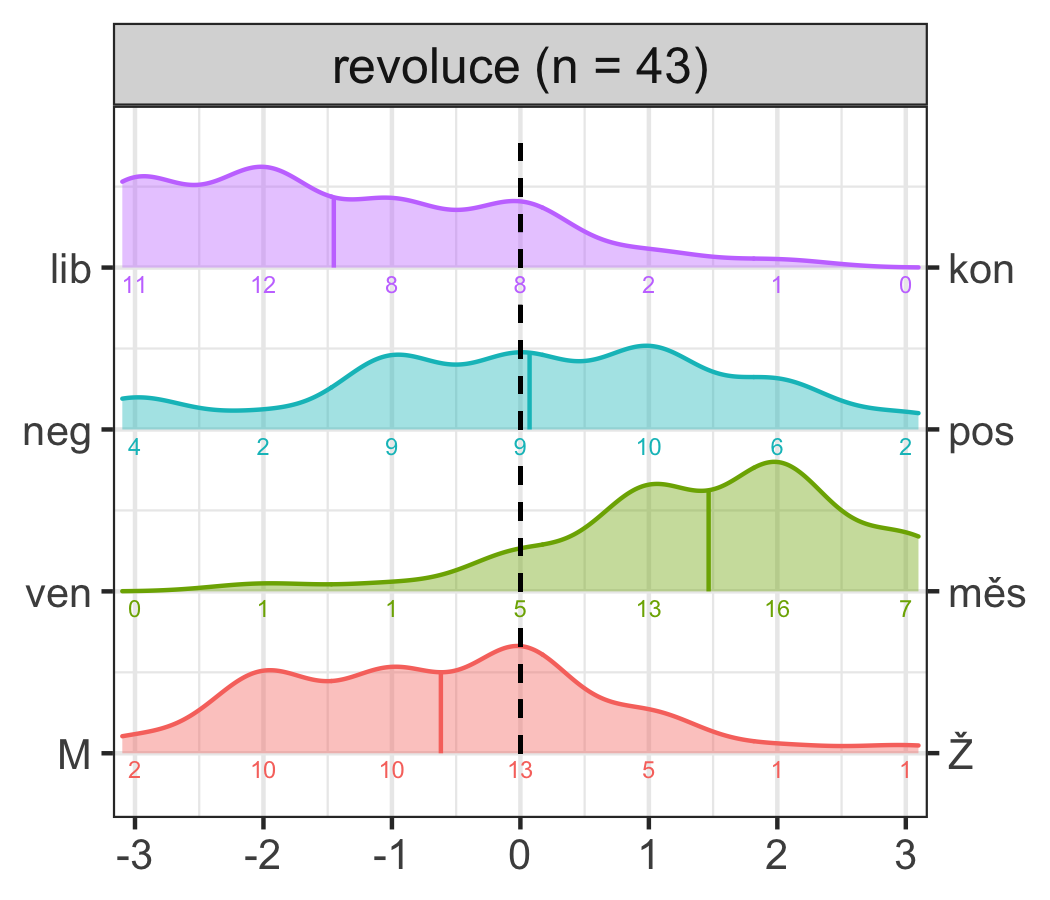 revoluce (n = 43)
lib kon
11 12 8 8 2 1 0
neg pos
4 2 9 9 10 6 2
ven měs
0 1 1 5 13 16 7
M Ž
2 10 10 13 5 1 1
-3 -2 -1 0 1 2 3